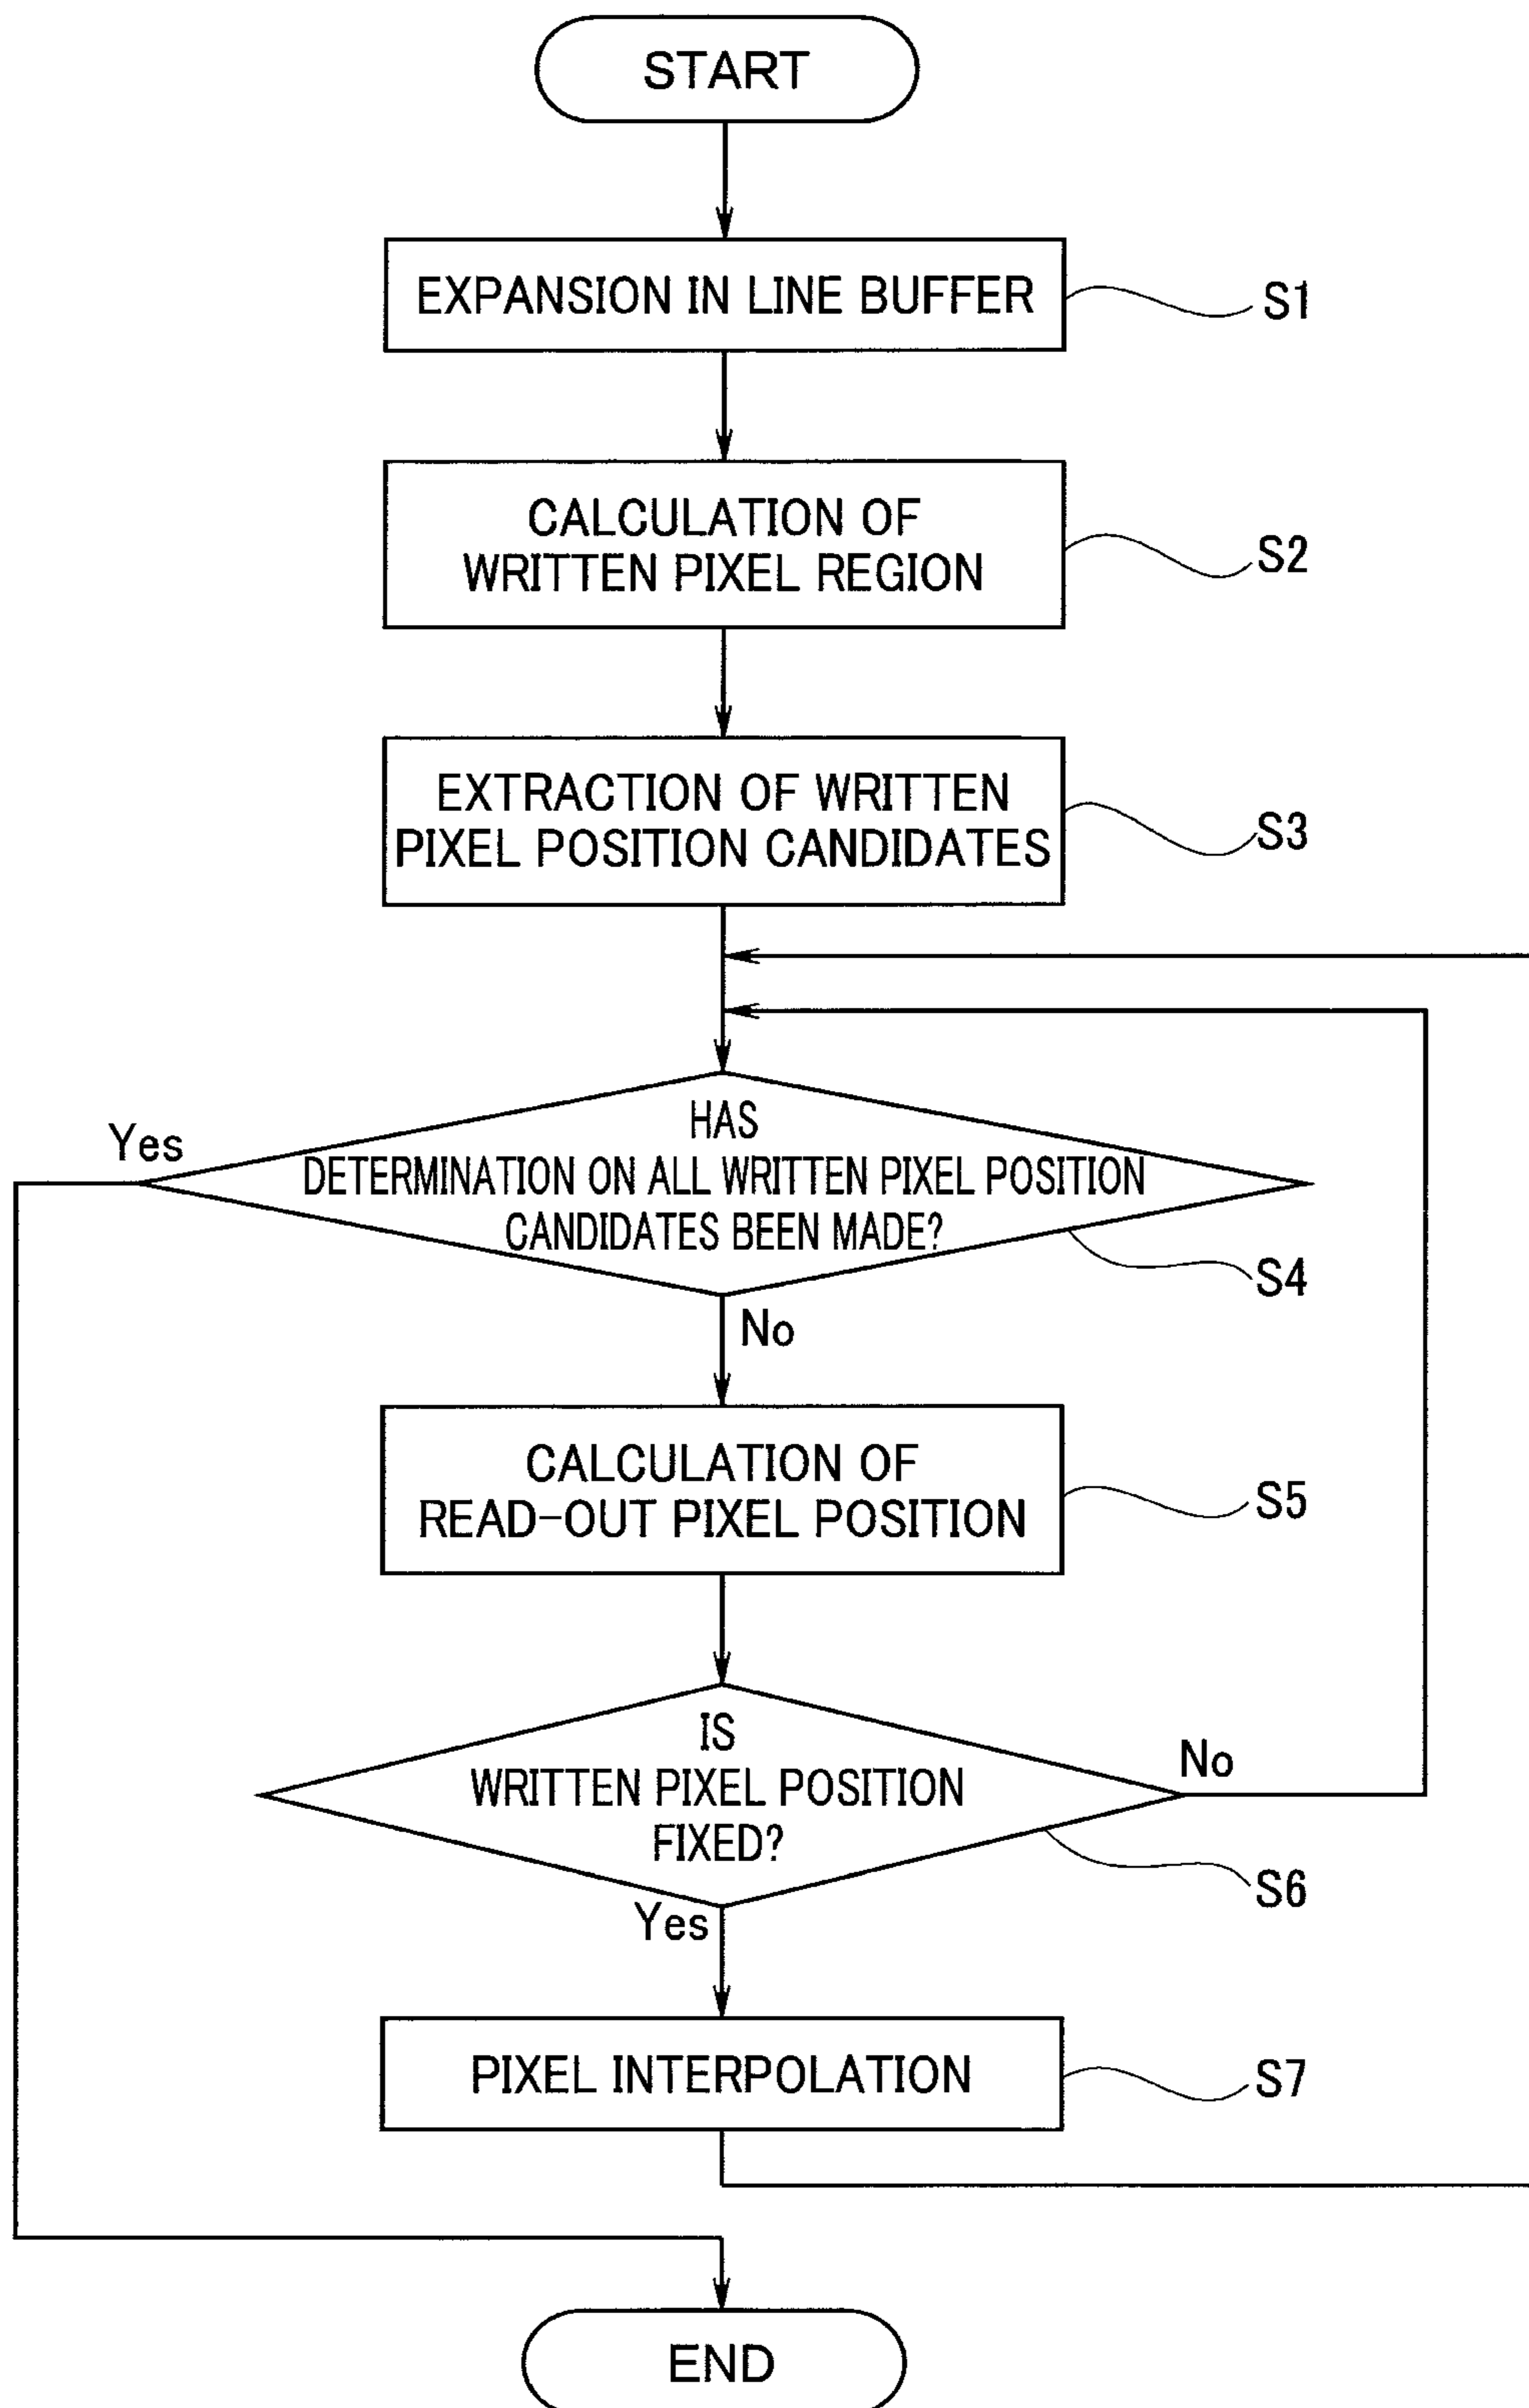 START
EXPANSION IN LINE BUFFER
S1
CALCULATION OF
WRITTEN PIXEL REGION
S2
EXTRACTION OF WRITTEN
PIXEL POSITION CANDIDATES
S3
Yes
HAS
DETERMINATION ON ALL WRITTEN PIXEL POSITION
CANDIDATES BEEN MADE?
S4
No
CALCULATION OF
READ-OUT PIXEL POSITION
S5
IS
WRITTEN PIXEL POSITION
FIXED?
No
S6
Yes
PIXEL INTERPOLATION
S7
END